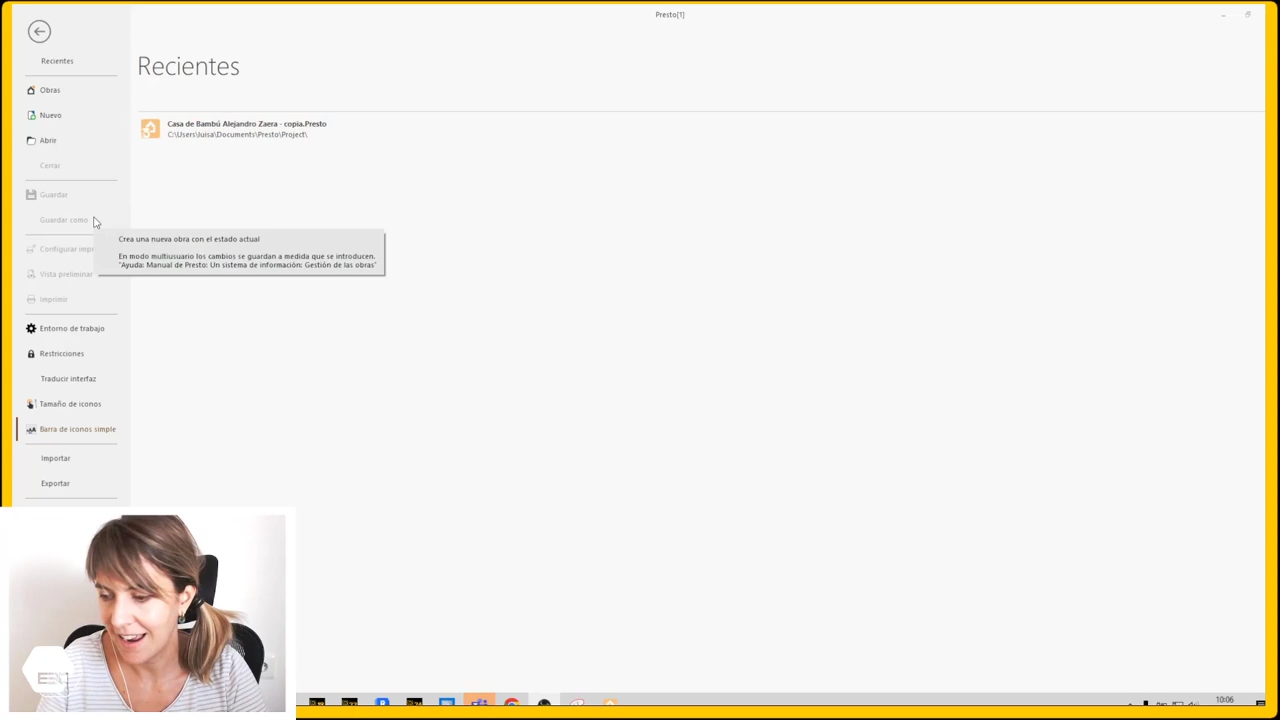 Presto[1]
Recientes
Recientes
Obras
Nuevo
Abrir
Cerrar
Guardar
Guardar como
Configurar
Vista preliminar
Imprimir
Entorno de trabajo
Restricciones
Traducir interfaz
Tamaño de iconos
Barra de iconos simple
Importar
Exportar
Casa de Bambú Alejandro Zaera - copia.Presto
C:\Users\luisa\Documents\Presto\Project\
Crea una nueva obra con el estado actual
En modo multiusuario los cambios se guardan a medida que se introducen.
"Ayuda: Manual de Presto: Un sistema de información: Gestión de las obras"
10:06